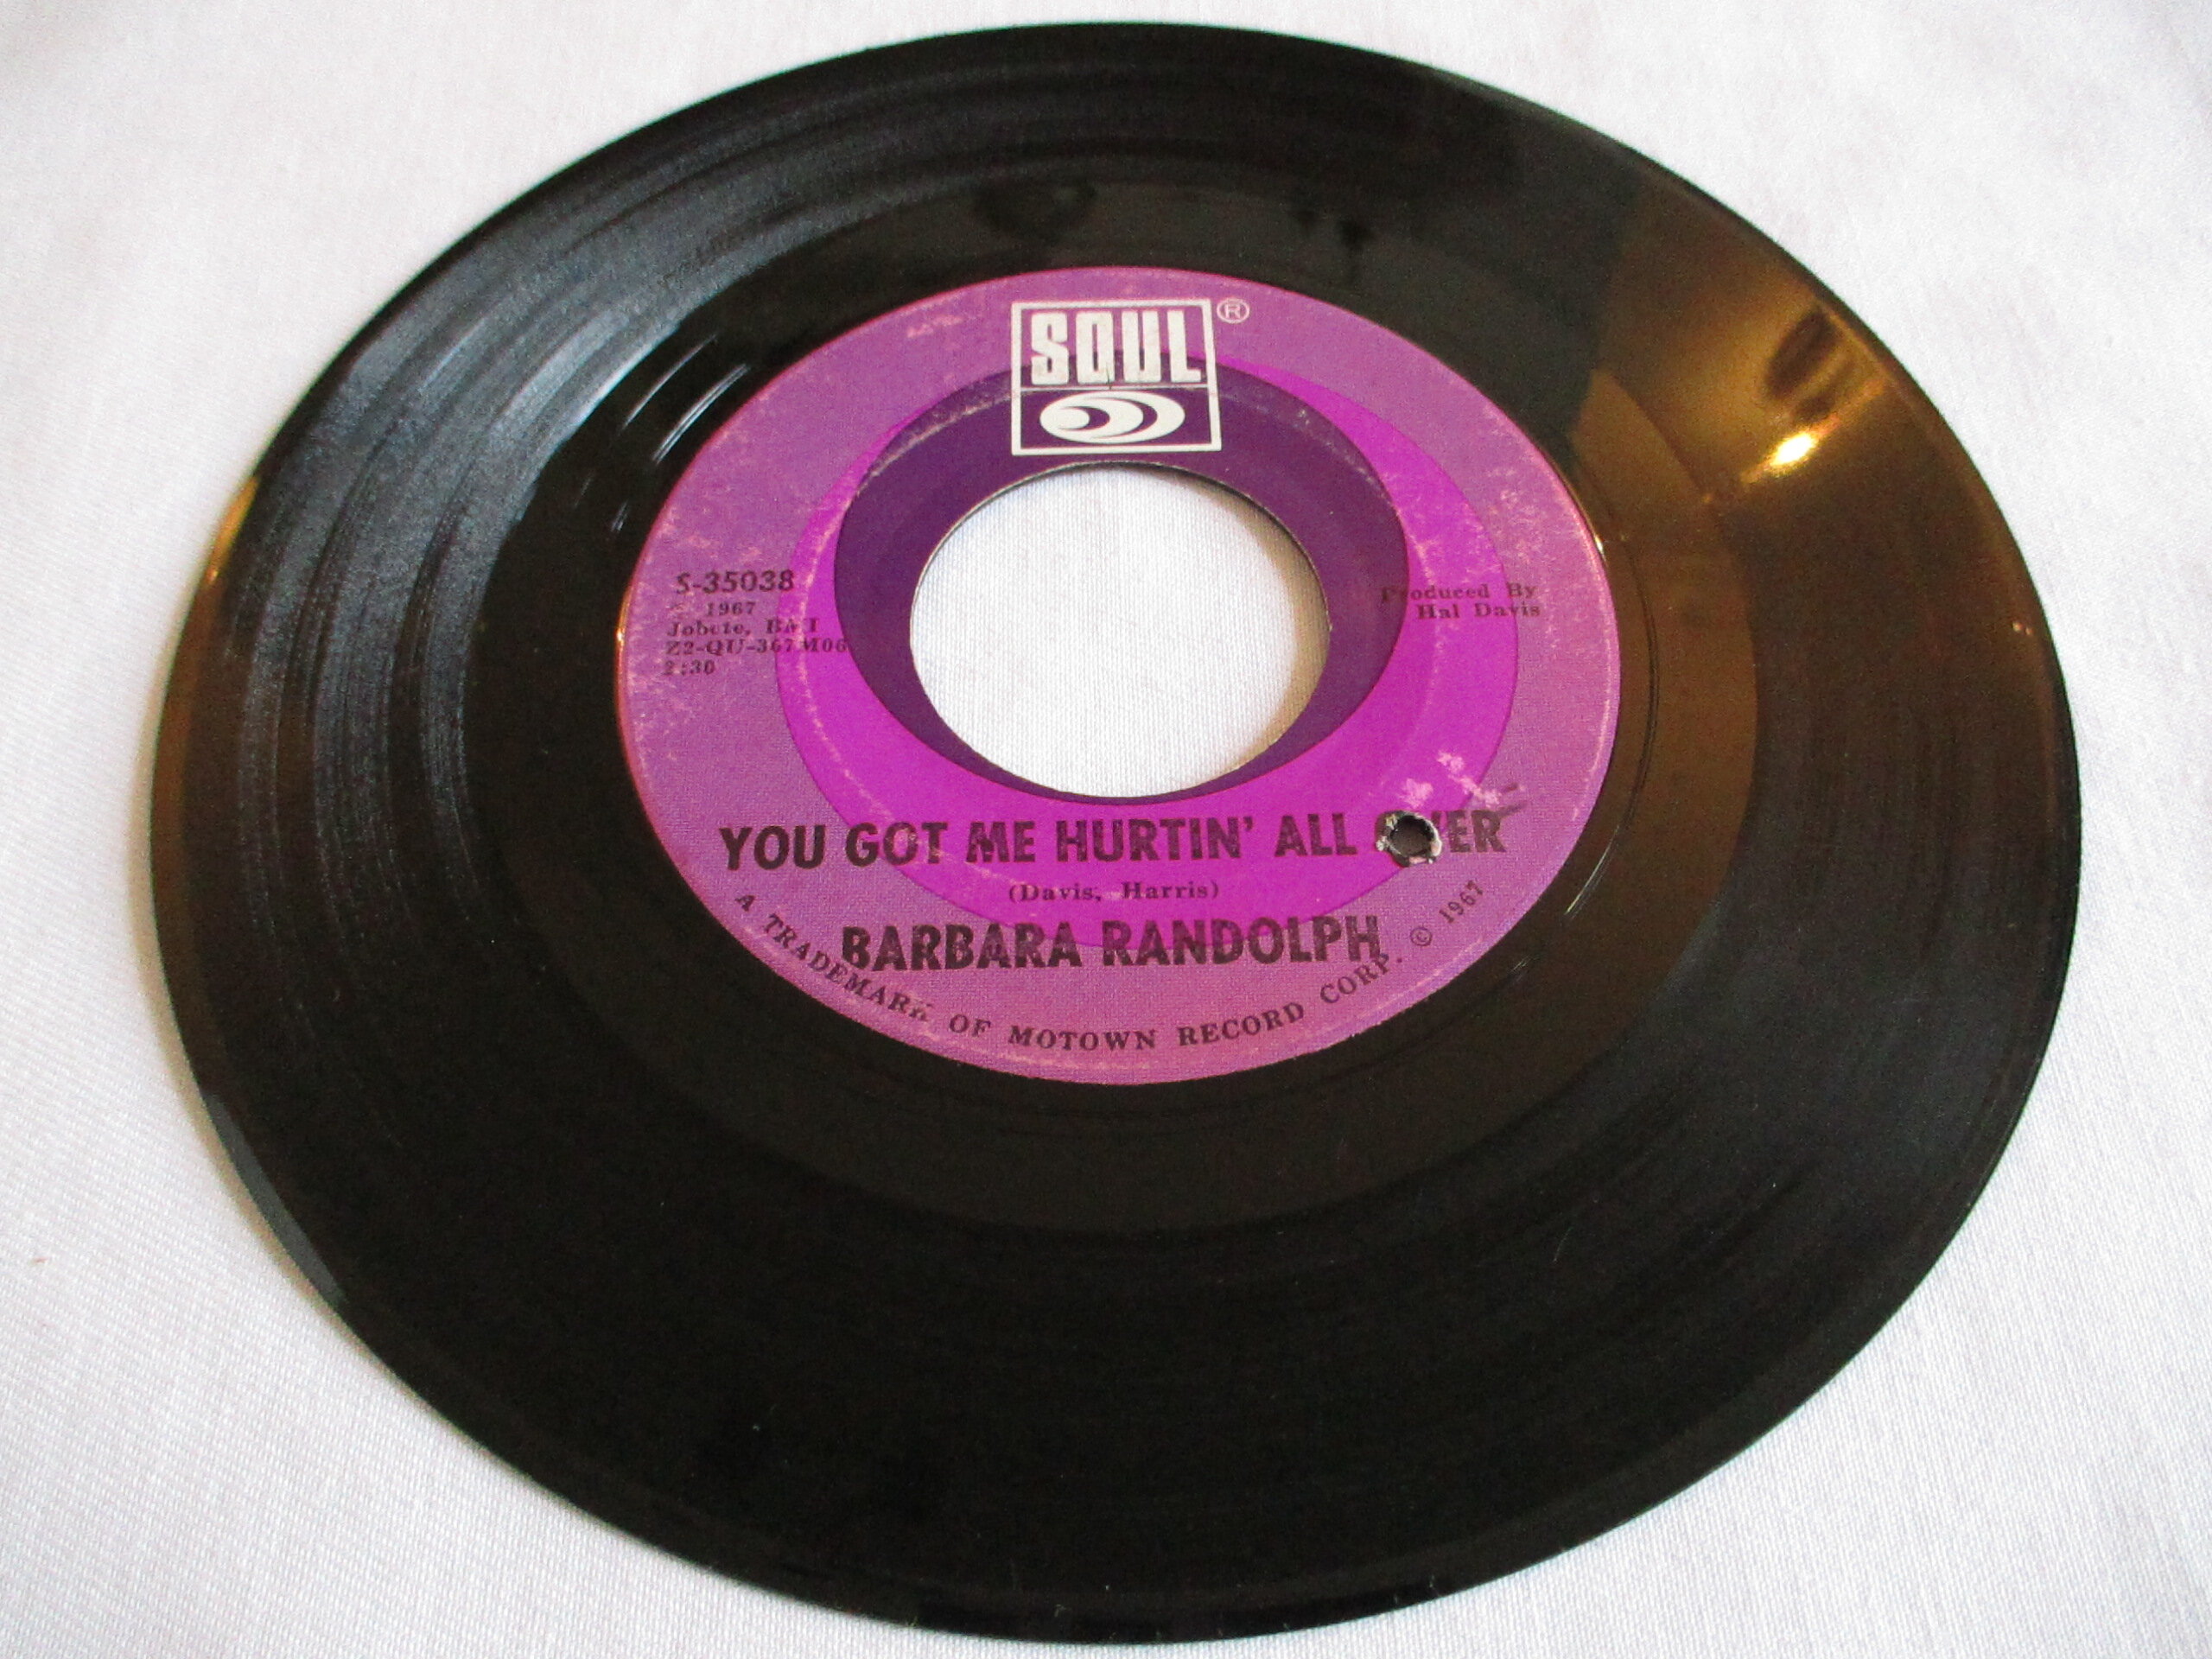 SOUL®
S-35038
1967
Jobete, BMI
Z2-QU-367M06
2:30
Produced By
Hal Davis
YOU GOT ME HURTIN' ALL OVER
(Davis, Harris)
BARBARA RANDOLPH
A TRADEMARK OF MOTOWN RECORD CORP. © 1967